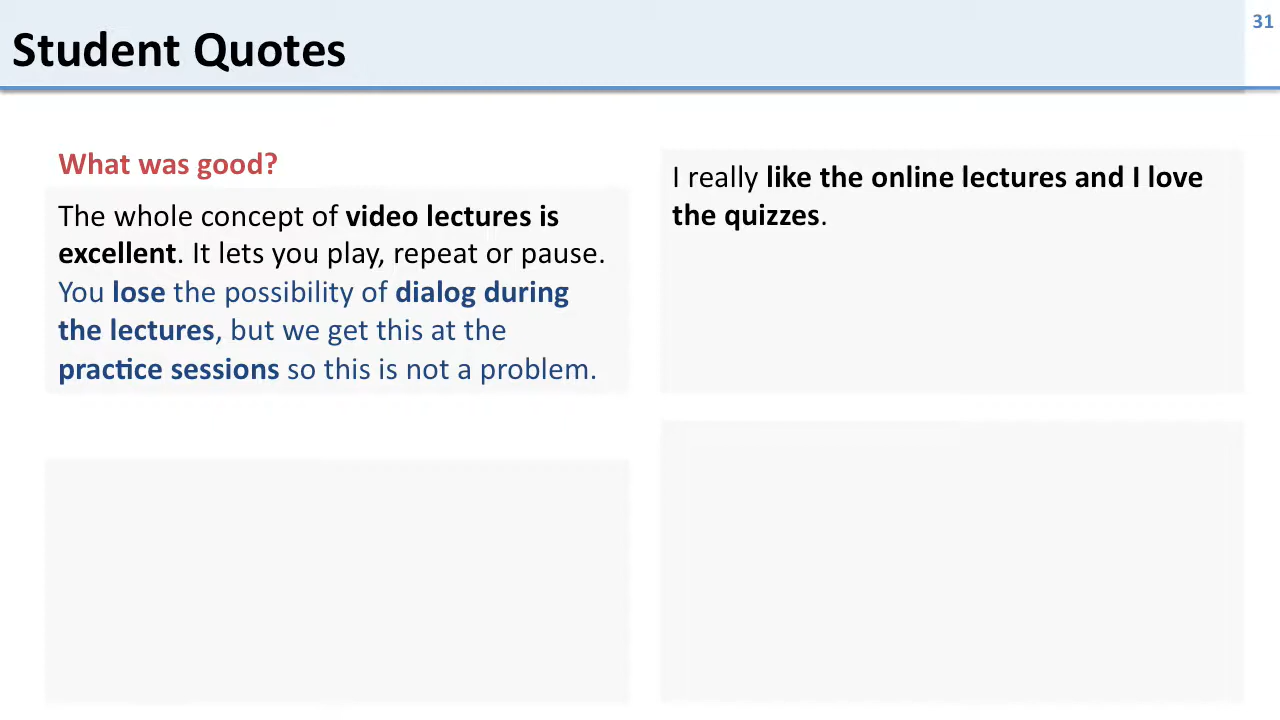 31
Student Quotes
What was good?
The whole concept of video lectures is
excellent. It lets you play, repeat or pause.
You lose the possibility of dialog during
the lectures, but we get this at the
practice sessions so this is not a problem.
I really like the online lectures and I love
the quizzes.